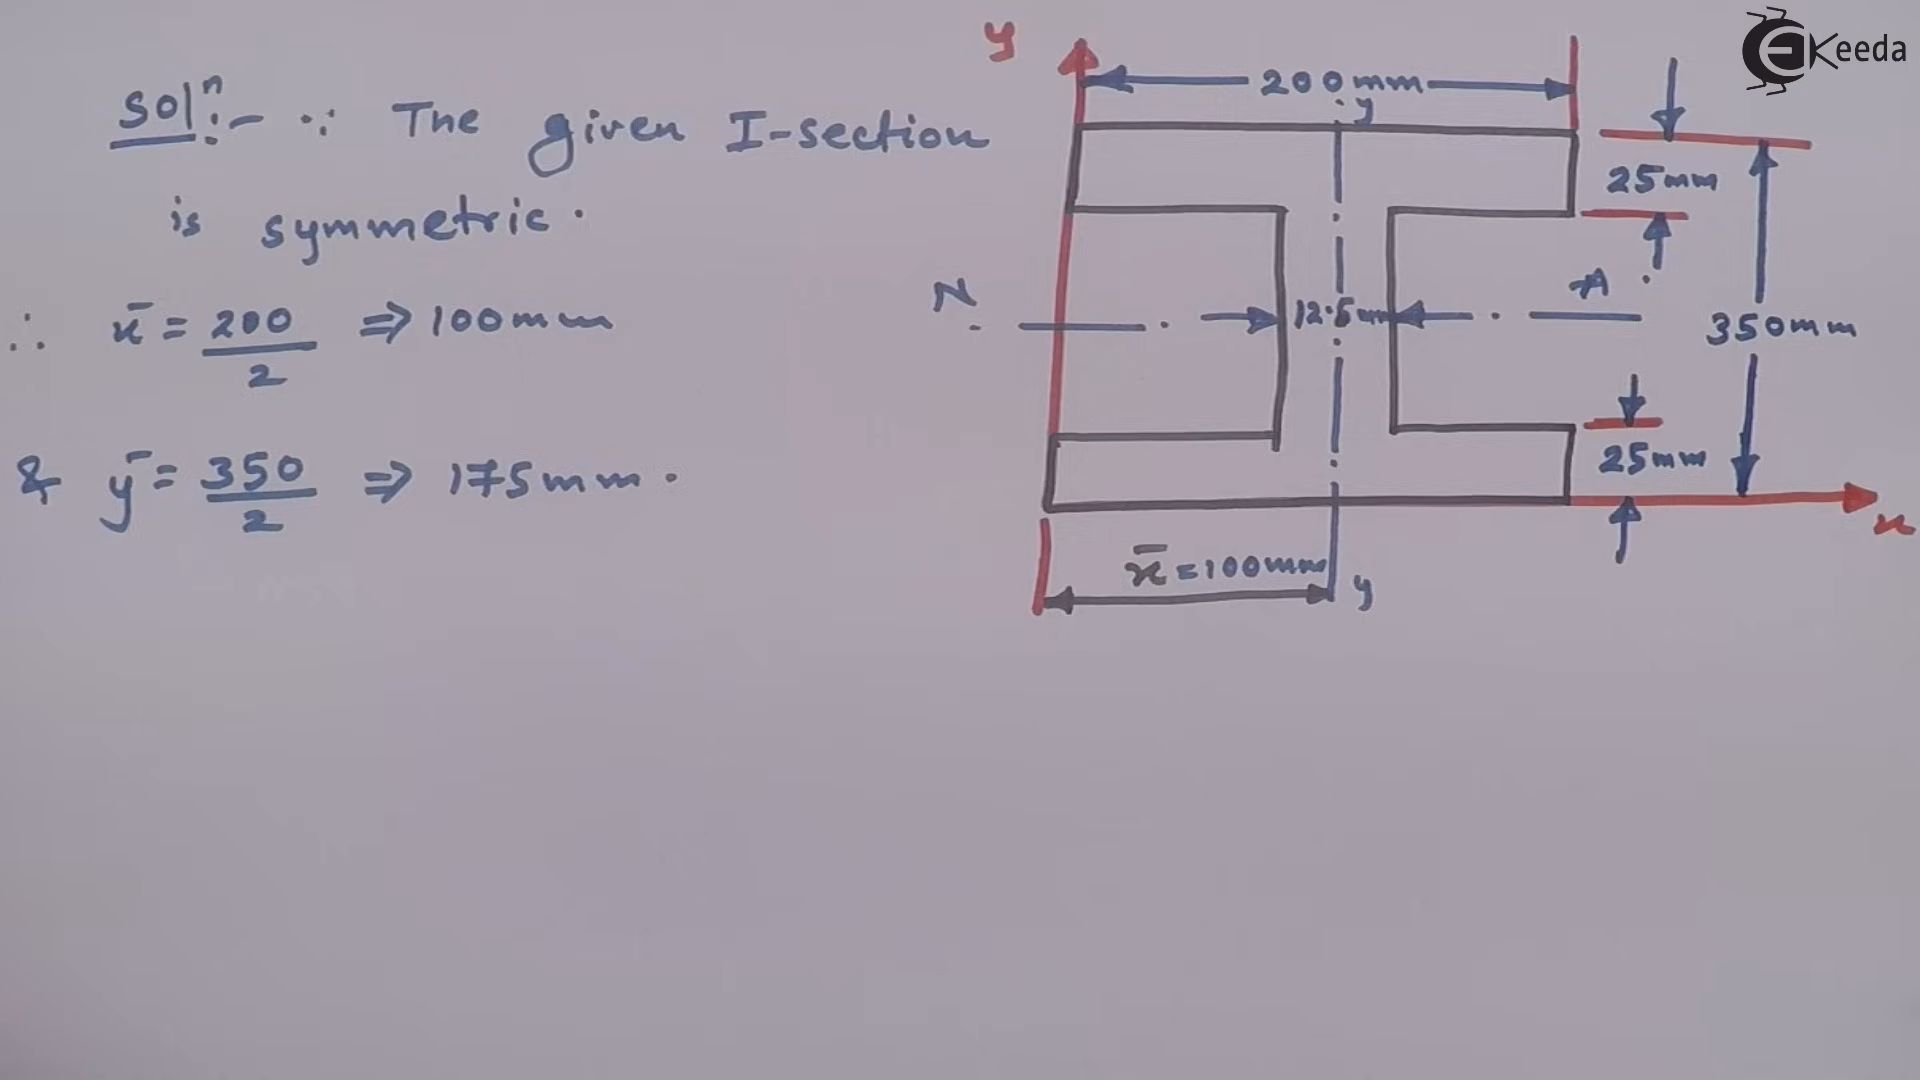 Solⁿ:- ∵ The given I-section
is symmetric.
∴ x̄ = 200/2 ⇒ 100mm
& ȳ = 350/2 ⇒ 175mm.
y
200mm
y
25mm
N
12.5mm
A
350mm
25mm
x
x̄ = 100mm
y
EKeeda